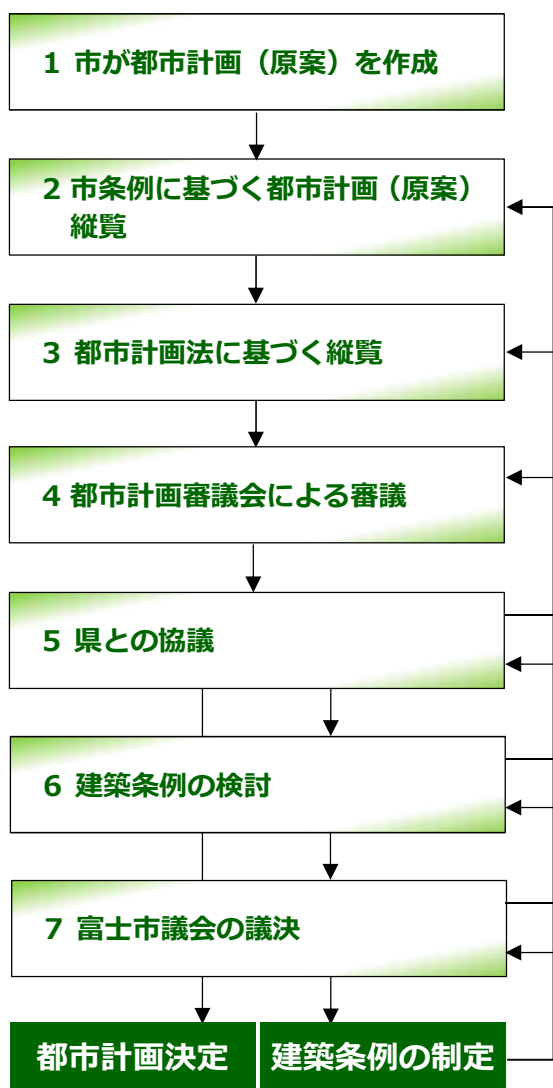 1 市が都市計画（原案）を作成
2 市条例に基づく都市計画（原案）
縦覧
3 都市計画法に基づく縦覧
4 都市計画審議会による審議
5 県との協議
6 建築条例の検討
7 富士市議会の議決
都市計画決定
建築条例の制定